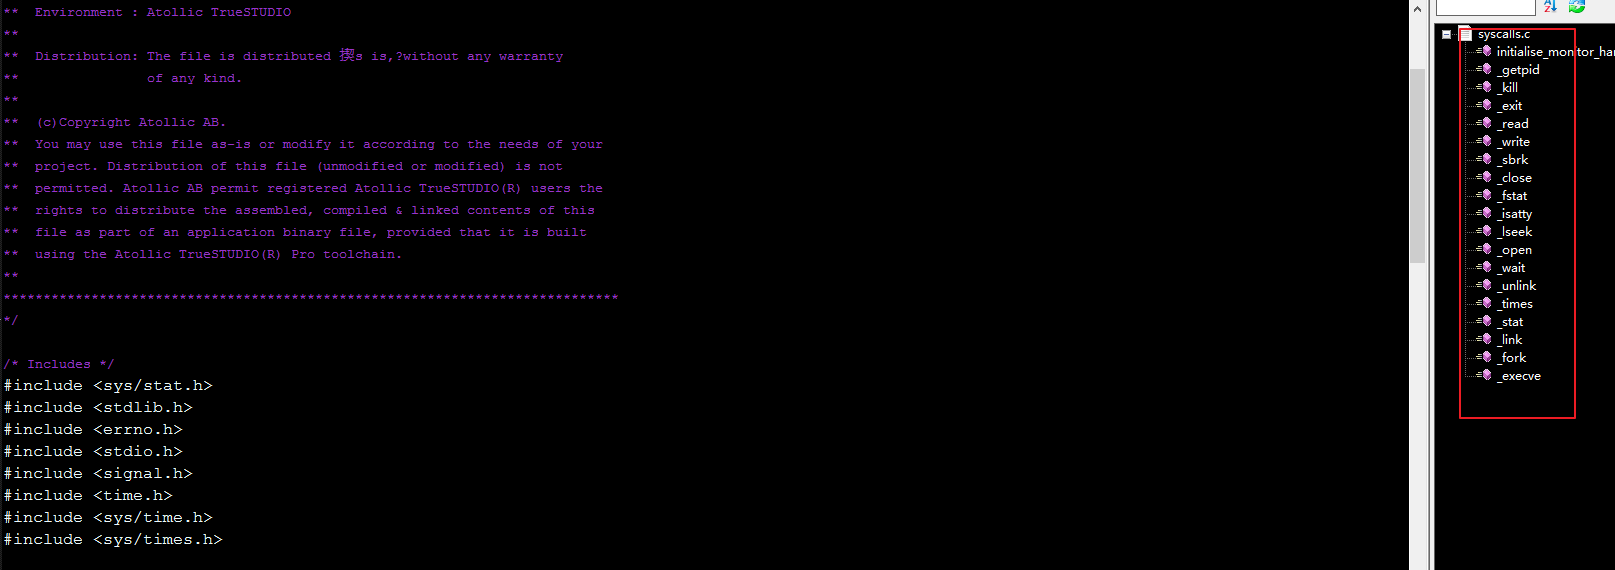 **  Environment : Atollic TrueSTUDIO
**
**  Distribution: The file is distributed 揳s is,?without any warranty
**                of any kind.
**
**  (c)Copyright Atollic AB.
**  You may use this file as-is or modify it according to the needs of your
**  project. Distribution of this file (unmodified or modified) is not
**  permitted. Atollic AB permit registered Atollic TrueSTUDIO(R) users the
**  rights to distribute the assembled, compiled & linked contents of this
**  file as part of an application binary file, provided that it is built
**  using the Atollic TrueSTUDIO(R) Pro toolchain.
**
*****************************************************************************
*/
/* Includes */
#include <sys/stat.h>
#include <stdlib.h>
#include <errno.h>
#include <stdio.h>
#include <signal.h>
#include <time.h>
#include <sys/time.h>
#include <sys/times.h>
syscalls.c
initialise_monitor_har
_getpid
_kill
_exit
_read
_write
_sbrk
_close
_fstat
_isatty
_lseek
_open
_wait
_unlink
_times
_stat
_link
_fork
_execve